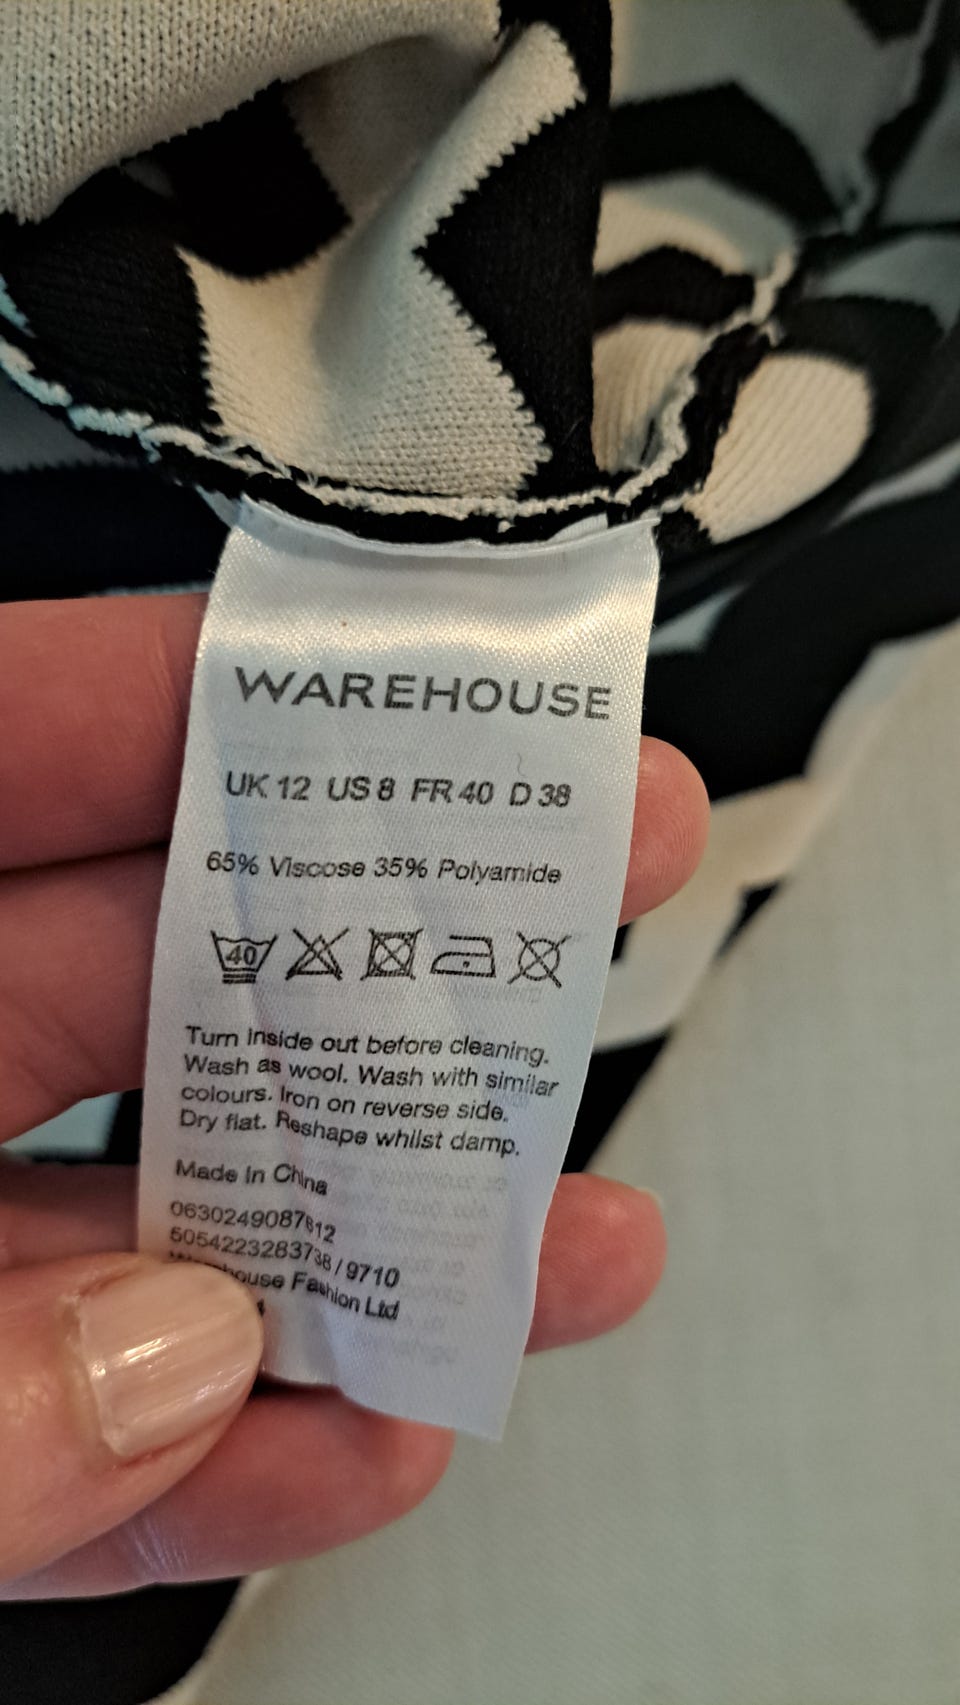 WAREHOUSE
UK 12 US 8 FR 40 D 38
65% Viscose 35% Polyamide
40
Turn inside out before cleaning.
Wash as wool. Wash with similar
colours. Iron on reverse side.
Dry flat. Reshape whilst damp.
Made in China
0630249087612
5054223283738 / 9710
Fashion Ltd